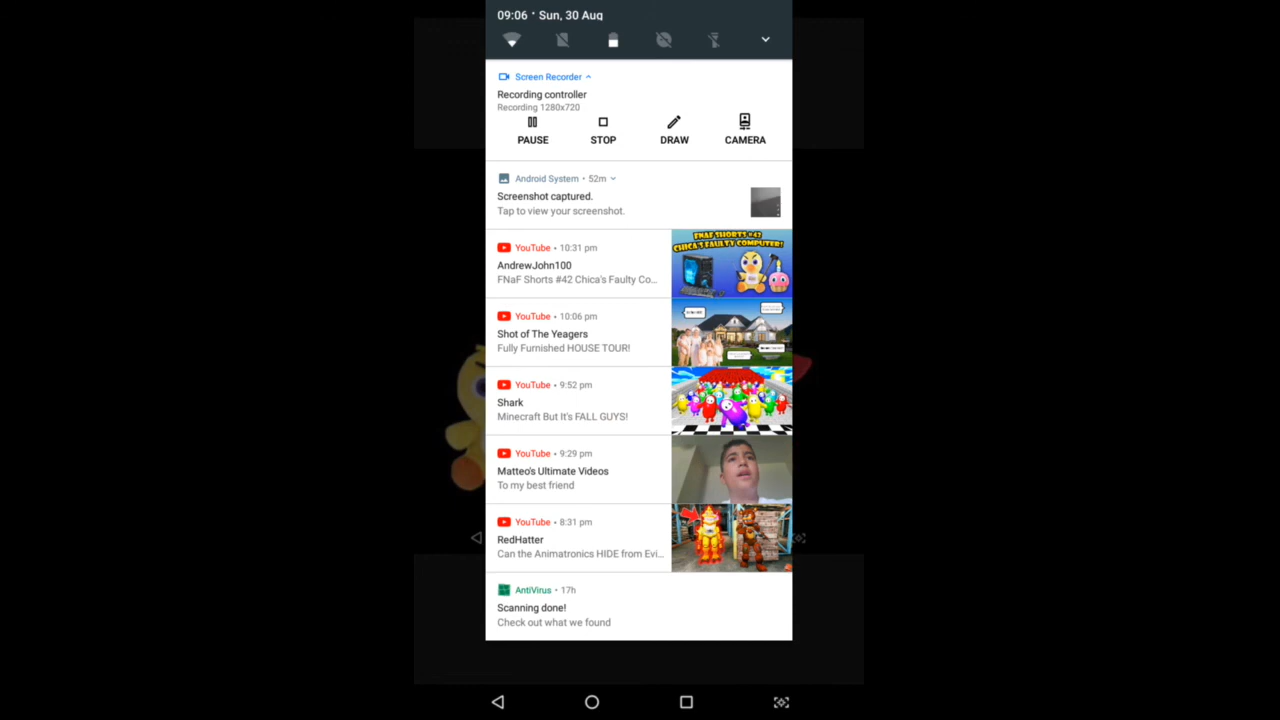 09:06 • Sun, 30 Aug
Screen Recorder
Recording controller
Recording 1280x720
PAUSE STOP DRAW CAMERA
Android System • 52m
Screenshot captured.
Tap to view your screenshot.
YouTube • 10:31 pm
AndrewJohn100
FNaF Shorts #42 Chica's Faulty Co...
FNAF SHORTS #42
CHICA'S FAULTY COMPUTER!
YouTube • 10:06 pm
Shot of The Yeagers
Fully Furnished HOUSE TOUR!
YouTube • 9:52 pm
Shark
Minecraft But It's FALL GUYS!
YouTube • 9:29 pm
Matteo's Ultimate Videos
To my best friend
YouTube • 8:31 pm
RedHatter
Can the Animatronics HIDE from Evi...
AntiVirus • 17h
Scanning done!
Check out what we found